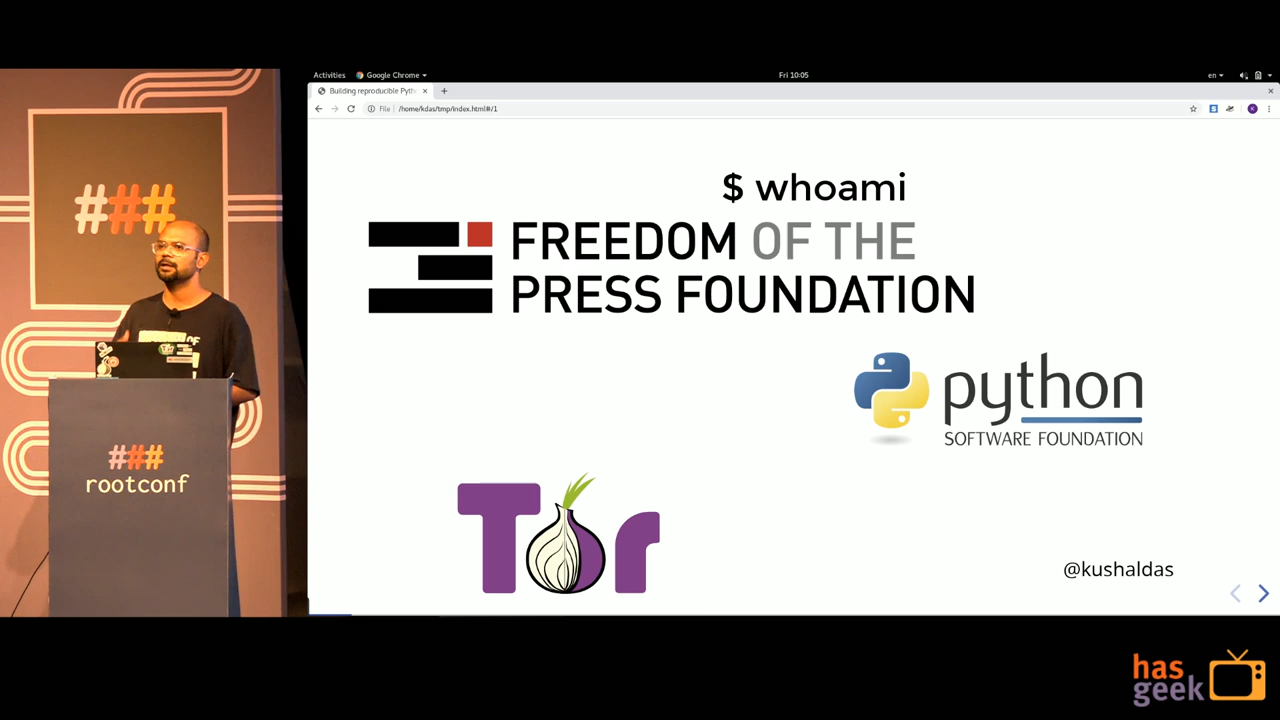 Activities Google Chrome Fri 10:05 en
Building reproducible Pyth
File /home/kdas/tmp/index.html#/1
$ whoami
FREEDOM OF THE
PRESS FOUNDATION
python
SOFTWARE FOUNDATION
Tor
@kushaldas
###
###
rootconf
has
geek